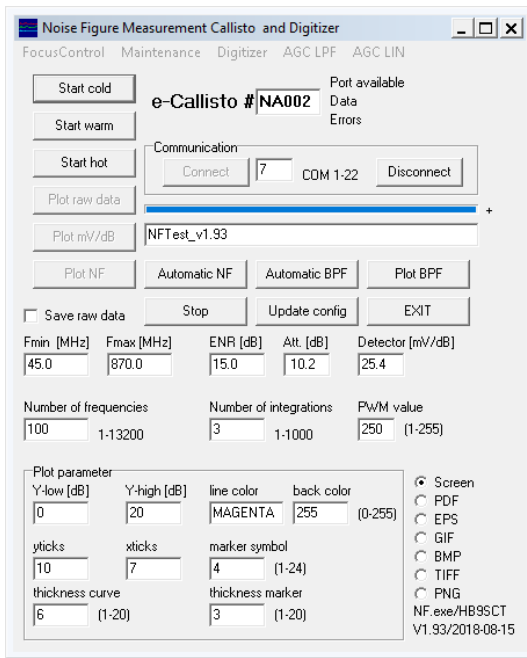 Noise Figure Measurement Callisto and Digitizer
FocusControl Maintenance Digitizer AGC LPF AGC LIN
Start cold
e-Callisto # NA002
Port available
Data
Errors
Start warm
Communication
Start hot
Connect 7 COM 1-22 Disconnect
Plot raw data
+
Plot mV/dB
NFTest_v1.93
Plot NF Automatic NF Automatic BPF Plot BPF
Save raw data Stop Update config EXIT
Fmin [MHz] Fmax [MHz] ENR [dB] Att. [dB] Detector [mV/dB]
45.0 870.0 15.0 10.2 25.4
Number of frequencies Number of integrations PWM value
100 1-13200 3 1-1000 250 (1-255)
Plot parameter
Y-low [dB] Y-high [dB] line color back color
0 20 MAGENTA 255 (0-255)
yticks xticks marker symbol
10 7 4 (1-24)
thickness curve thickness marker
6 (1-20) 3 (1-20)
Screen
PDF
EPS
GIF
BMP
TIFF
PNG
NF.exe/HB9SCT
V1.93/2018-08-15